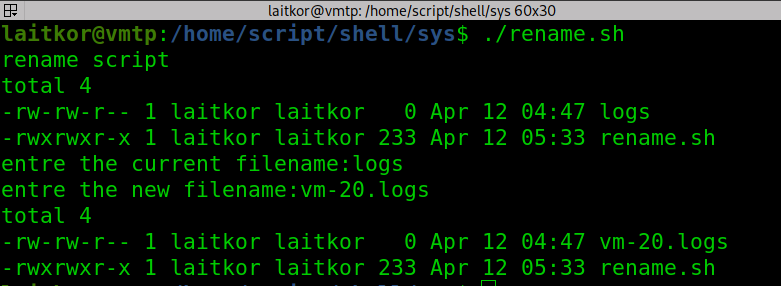 laitkor@vmtp: /home/script/shell/sys 60x30
laitkor@vmtp:/home/script/shell/sys$ ./rename.sh
rename script
total 4
-rw-rw-r-- 1 laitkor laitkor   0 Apr 12 04:47 logs
-rwxrwxr-x 1 laitkor laitkor 233 Apr 12 05:33 rename.sh
entre the current filename:logs
entre the new filename:vm-20.logs
total 4
-rw-rw-r-- 1 laitkor laitkor   0 Apr 12 04:47 vm-20.logs
-rwxrwxr-x 1 laitkor laitkor 233 Apr 12 05:33 rename.sh